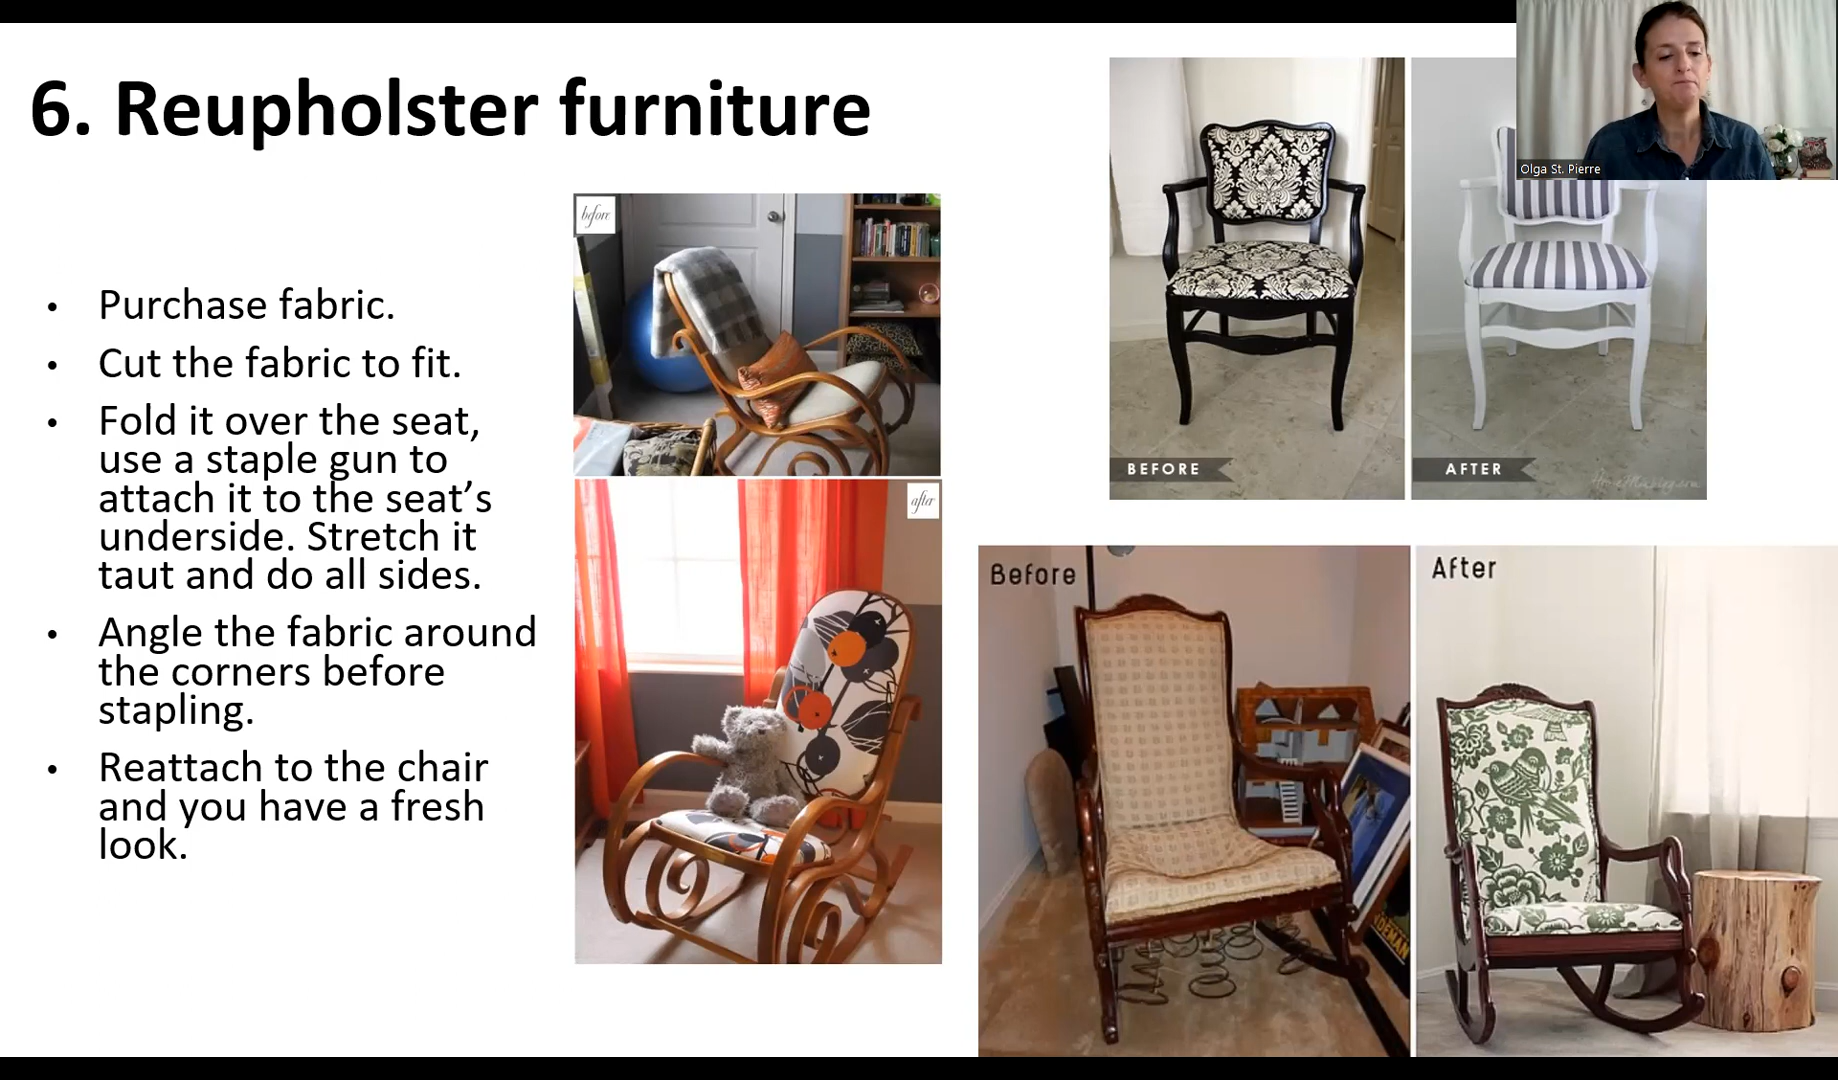 6. Reupholster furniture
• Purchase fabric.
• Cut the fabric to fit.
• Fold it over the seat,
use a staple gun to
attach it to the seat’s
underside. Stretch it
taut and do all sides.
• Angle the fabric around
the corners before
stapling.
• Reattach to the chair
and you have a fresh
look.
before
after
BEFORE
AFTER
Before
After
Olga St. Pierre